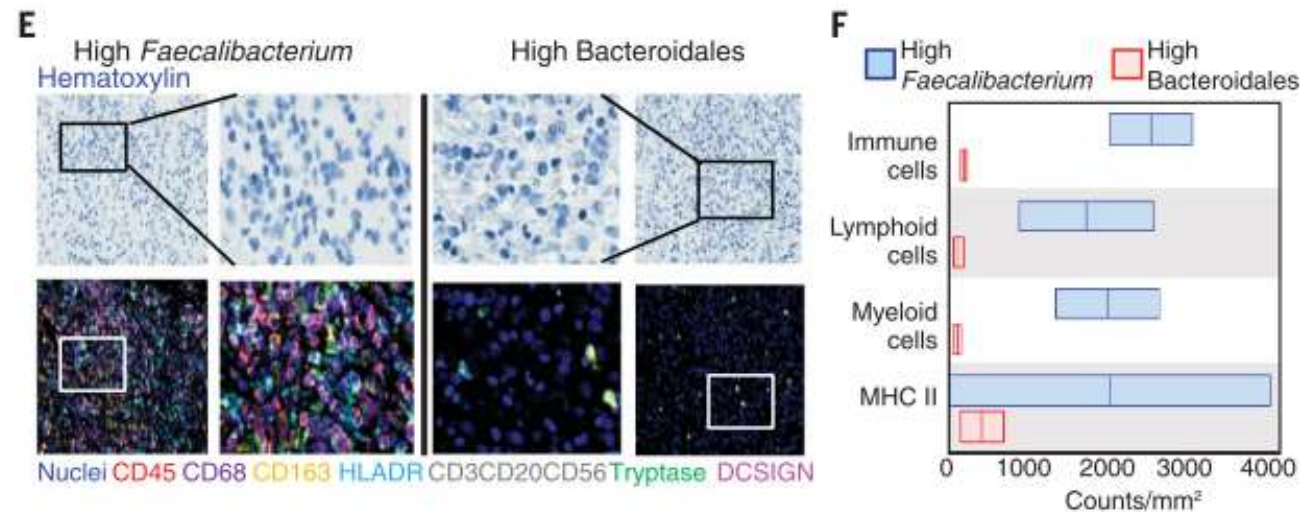 E
High Faecalibacterium
High Bacteroidales
Hematoxylin
Nuclei CD45 CD68 CD163 HLADR CD3CD20CD56 Tryptase DCSIGN
F
High
Faecalibacterium
High
Bacteroidales
Immune
cells
Lymphoid
cells
Myeloid
cells
MHC II
0 1000 2000 3000 4000
Counts/mm²